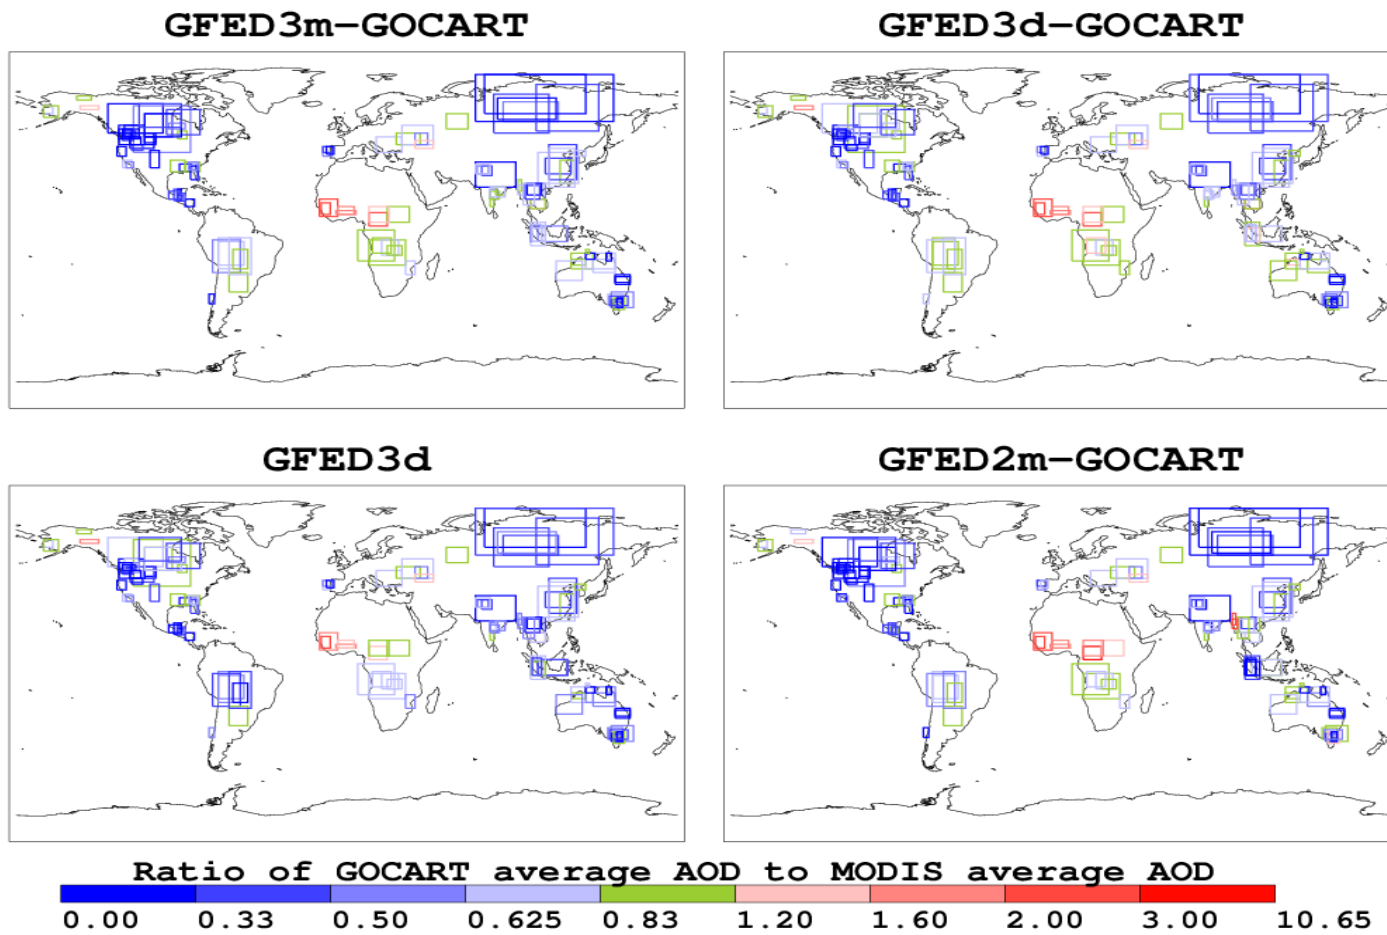 GFED3m−GOCART
GFED3d−GOCART
GFED3d
GFED2m−GOCART
Ratio of GOCART average AOD to MODIS average AOD
0.00 0.33 0.50 0.625 0.83 1.20 1.60 2.00 3.00 10.65